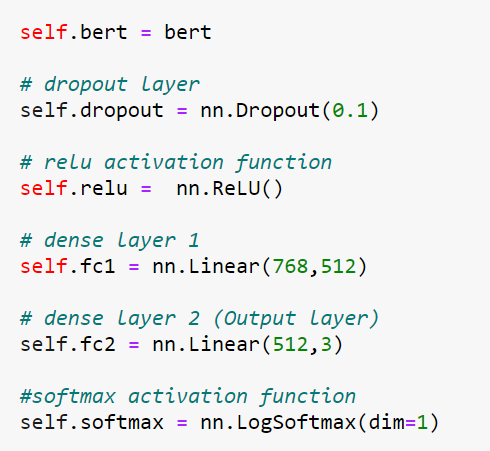 self.bert = bert
# dropout layer
self.dropout = nn.Dropout(0.1)
# relu activation function
self.relu =  nn.ReLU()
# dense layer 1
self.fc1 = nn.Linear(768,512)
# dense layer 2 (Output layer)
self.fc2 = nn.Linear(512,3)
#softmax activation function
self.softmax = nn.LogSoftmax(dim=1)